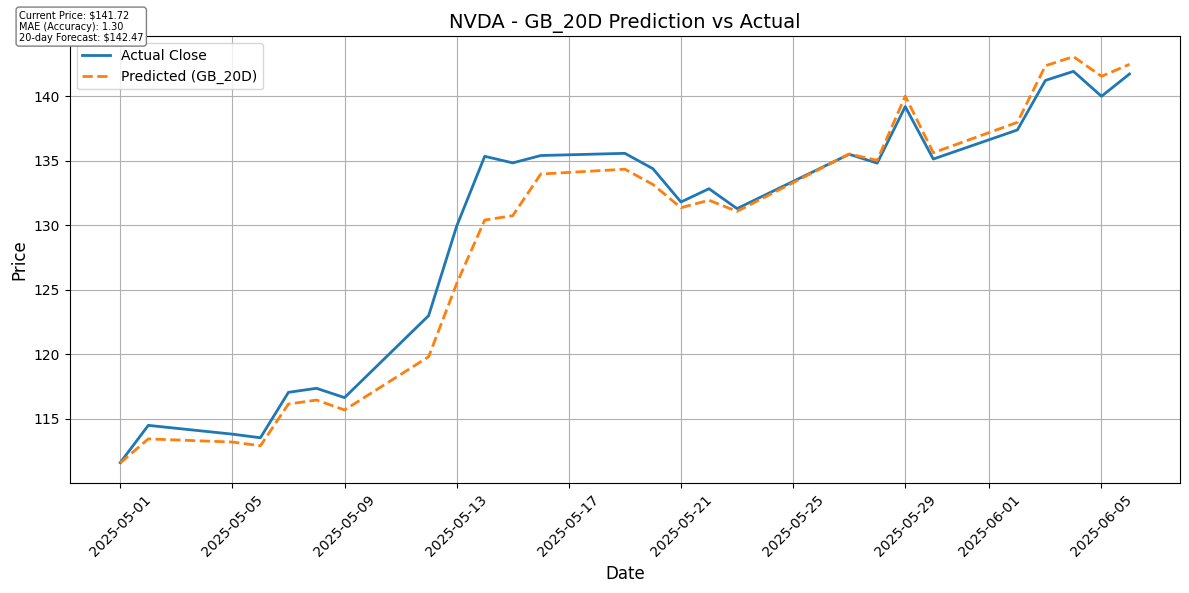 NVDA - GB_20D Prediction vs Actual
Current Price: $141.72
MAE (Accuracy): 1.30
20-day Forecast: $142.47
Actual Close
Predicted (GB_20D)
Price
140
135
130
125
120
115
2025-05-01
2025-05-05
2025-05-09
2025-05-13
2025-05-17
2025-05-21
2025-05-25
2025-05-29
2025-06-01
2025-06-05
Date